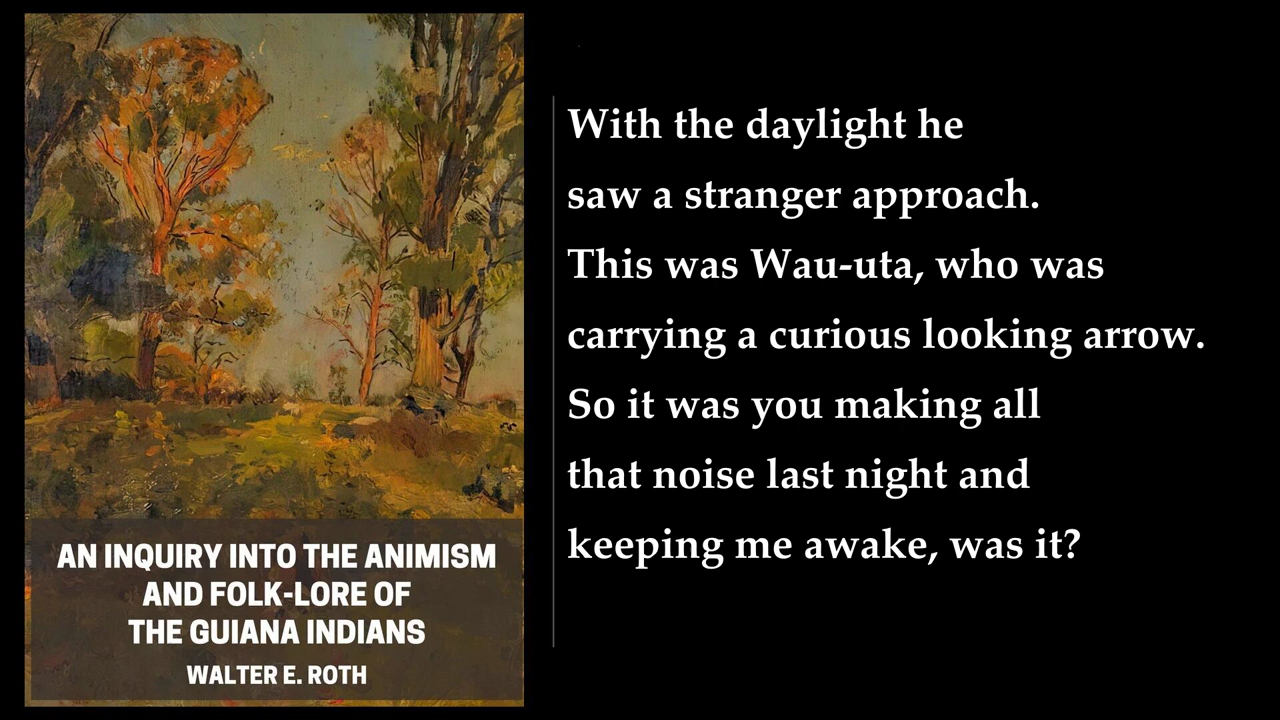 With the daylight he
saw a stranger approach.
This was Wau-uta, who was
carrying a curious looking arrow.
So it was you making all
that noise last night and
keeping me awake, was it?
AN INQUIRY INTO THE ANIMISM
AND FOLK-LORE OF
THE GUIANA INDIANS
WALTER E. ROTH